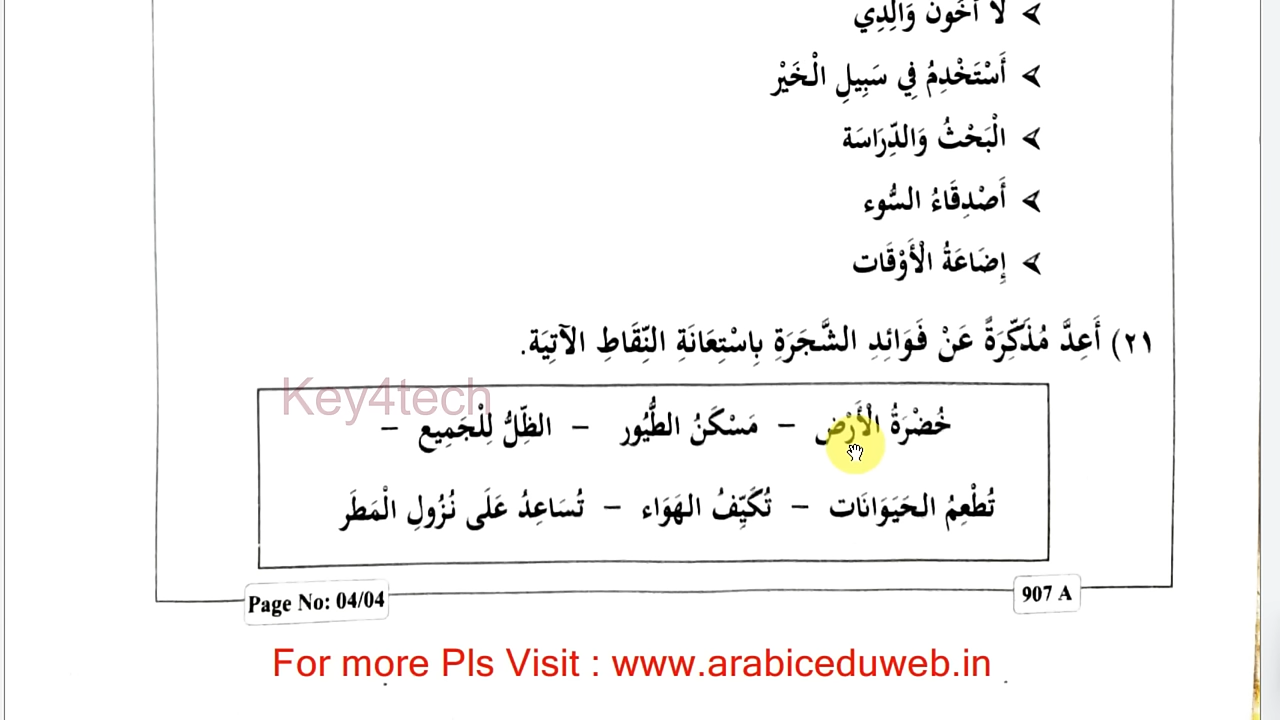 ➤ لَا أَخُونُ وَالِدِي
➤ أَسْتَخْدِمُ فِي سَبِيلِ الْخَيْر
➤ الْبَحْثُ وَالدِّرَاسَة
➤ أَصْدِقَاءُ السُّوء
➤ إِضَاعَةُ الْأَوْقَات
٢١) أَعِدَّ مُذَكِّرَةً عَنْ فَوَائِدِ الشَّجَرَةِ بِاسْتِعَانَةِ النِّقَاطِ الآتِيَة.
Key4tech
خُضْرَةُ الْأَرْض – مَسْكَنُ الطُّيُور – الظِّلُّ لِلْجَمِيع –
تُطْعِمُ الحَيَوَانَات – تُكَيِّفُ الهَوَاء – تُسَاعِدُ عَلَى نُزُولِ الْمَطَر
Page No: 04/04
907 A
For more Pls Visit : www.arabiceduweb.in